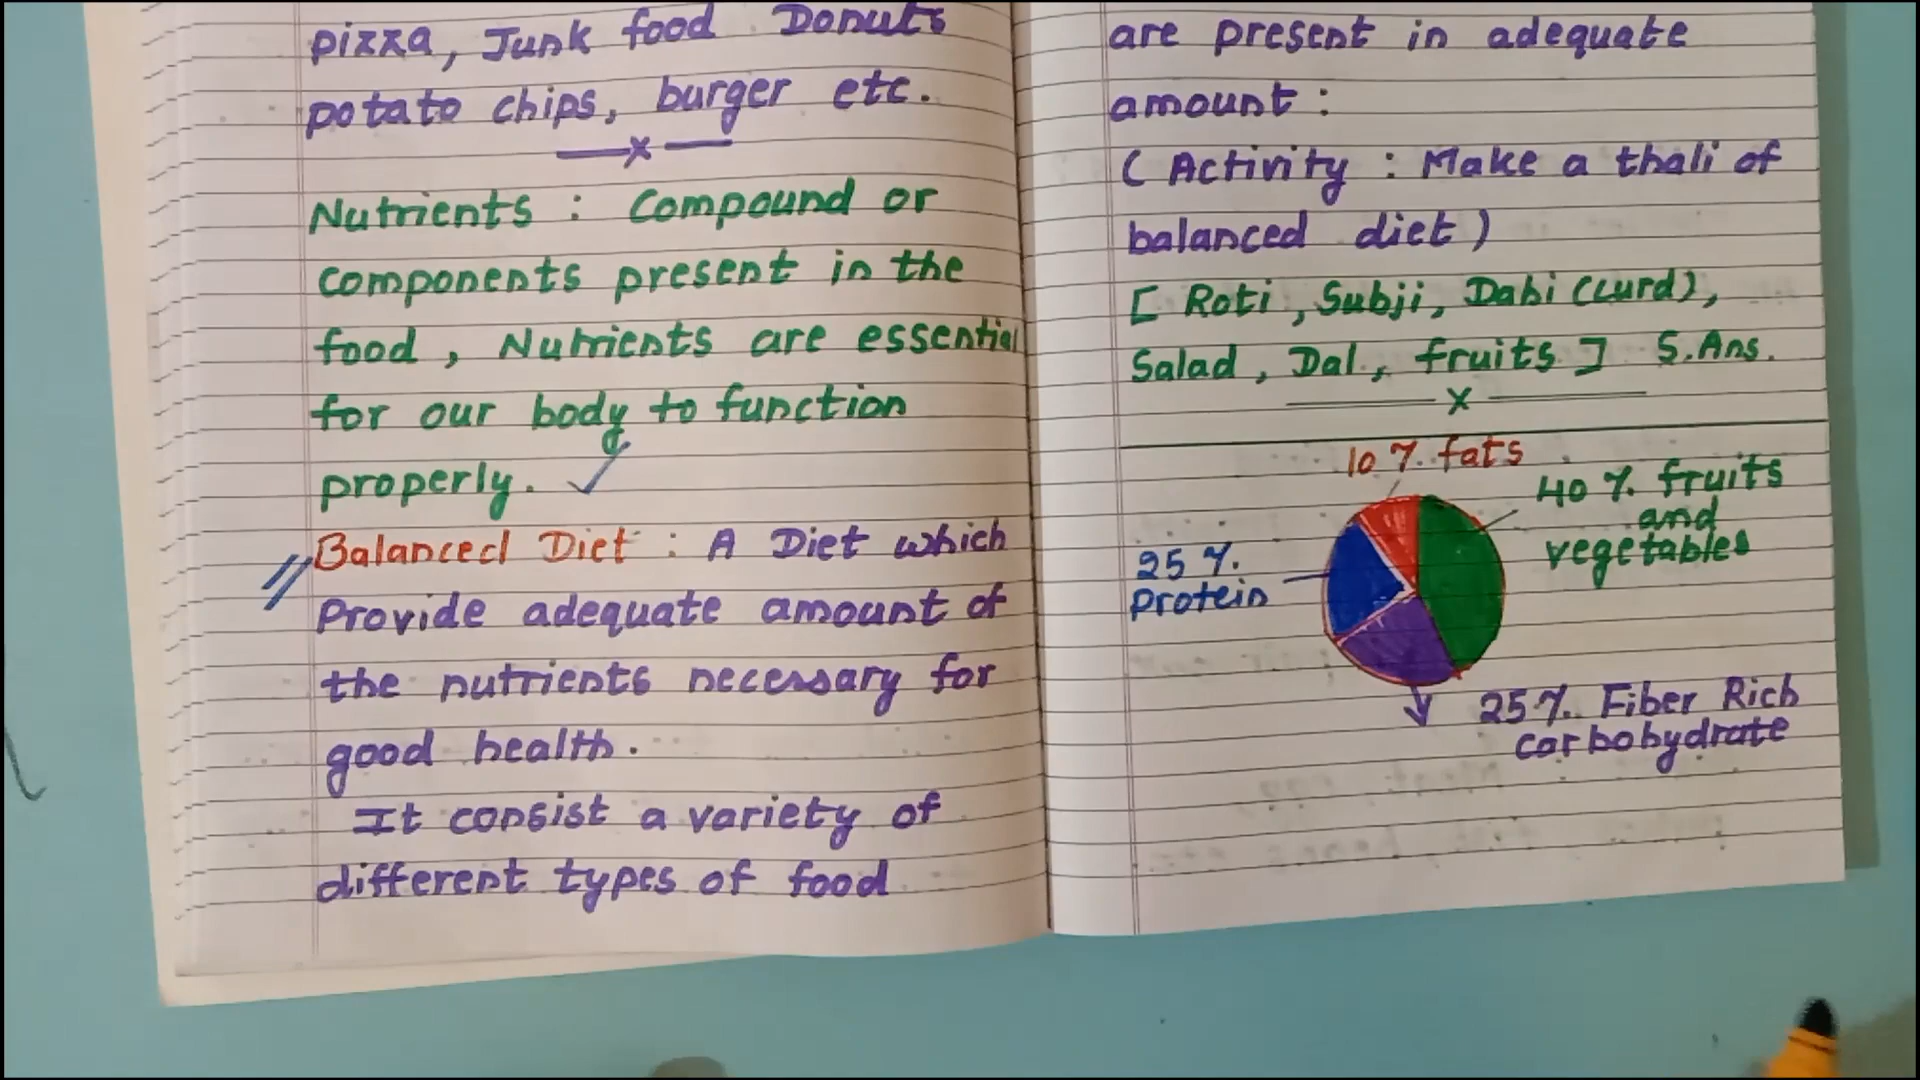 pizza, Junk food Donuts
potato chips, burger etc.
x
Nutrients : Compound or
components present in the
food, Nutrients are essential
for our body to function
properly.
Balanced Diet : A Diet which
Provide adequate amount of
the nutrients necessary for
good health.
It consist a variety of
different types of food
are present in adequate
amount :
( Activity : Make a thali of
balanced diet )
[ Roti, Subji, Dahi (curd),
Salad, Dal, fruits ] S.Ans.
x
10 % fats
40 % fruits
and
vegetables
25 %
protein
25 % Fiber Rich
carbohydrate